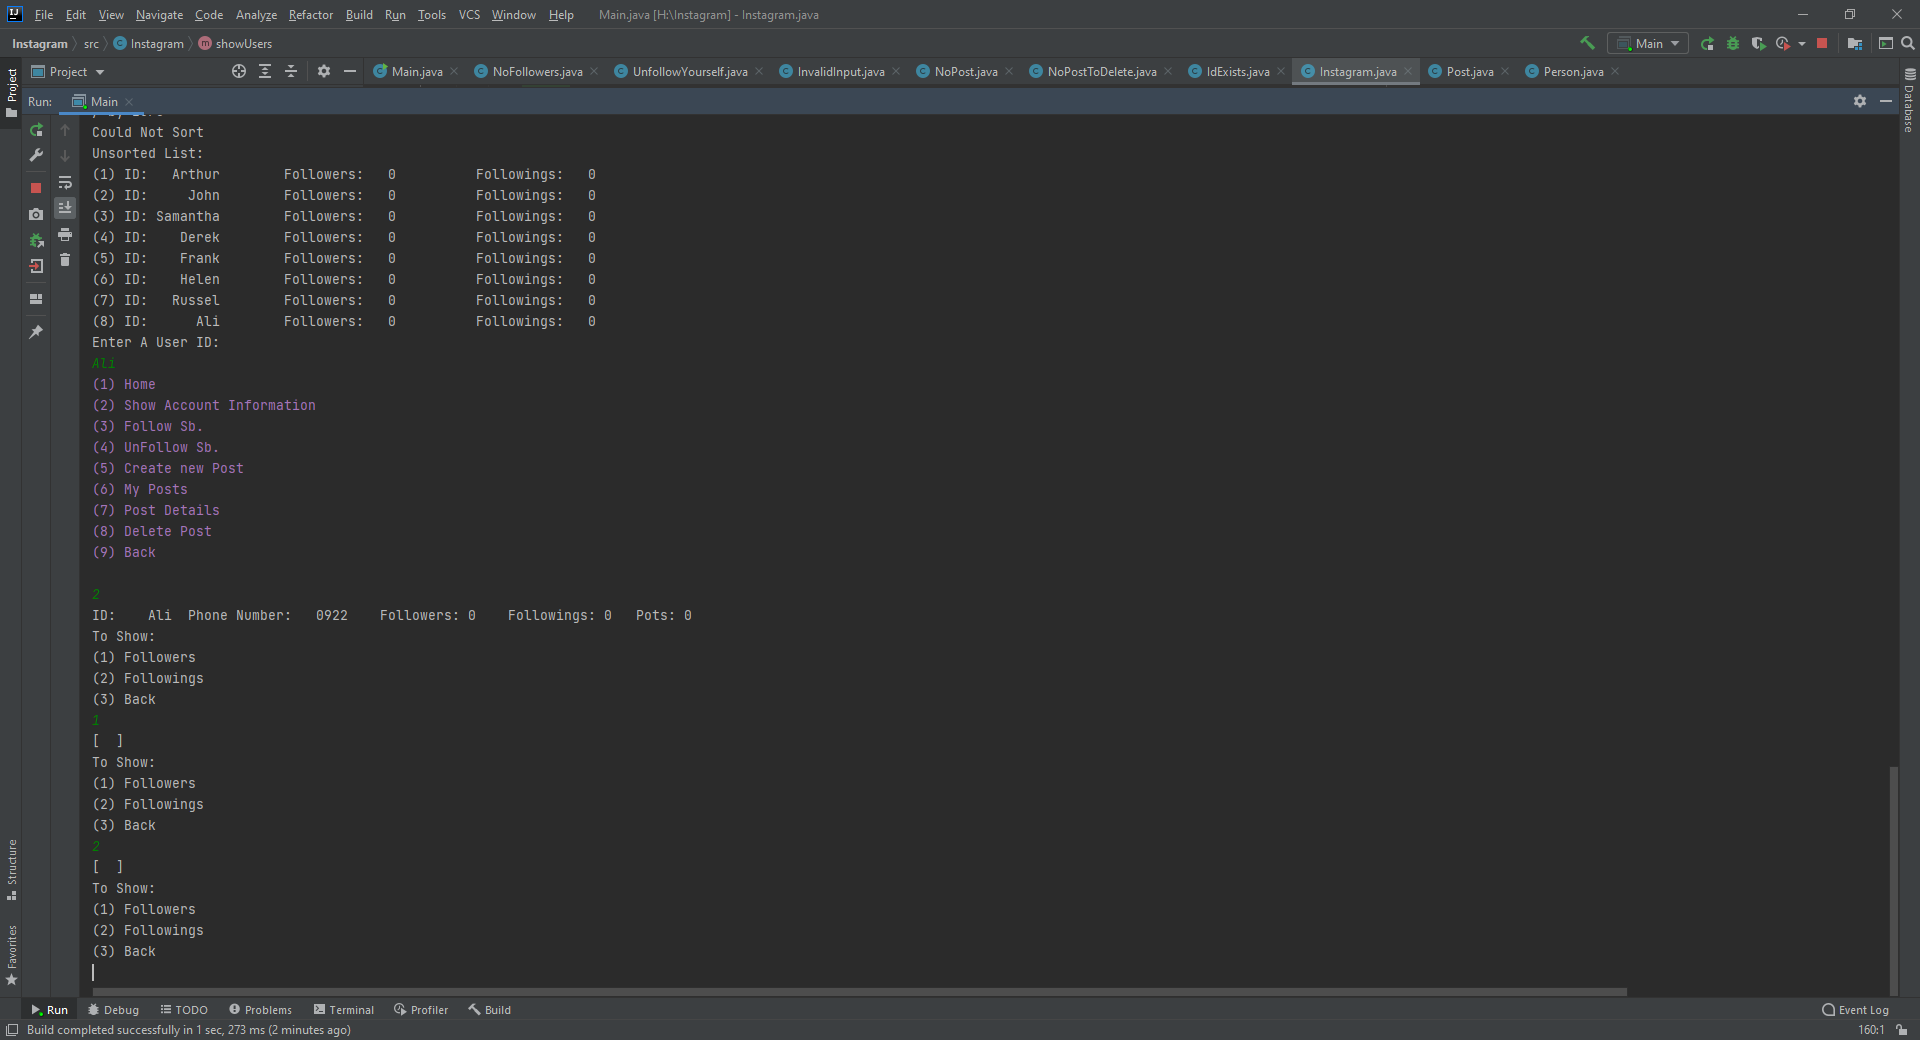 File Edit View Navigate Code Analyze Refactor Build Run Tools VCS Window Help Main.java [H:\Instagram] - Instagram.java
Instagram src Instagram showUsers Main
Project Main.java NoFollowers.java UnfollowYourself.java InvalidInput.java NoPost.java NoPostToDelete.java IdExists.java Instagram.java Post.java Person.java
Project
Database
Run: Main
Could Not Sort
Unsorted List:
(1) ID: Arthur Followers: 0 Followings: 0
(2) ID: John Followers: 0 Followings: 0
(3) ID: Samantha Followers: 0 Followings: 0
(4) ID: Derek Followers: 0 Followings: 0
(5) ID: Frank Followers: 0 Followings: 0
(6) ID: Helen Followers: 0 Followings: 0
(7) ID: Russel Followers: 0 Followings: 0
(8) ID: Ali Followers: 0 Followings: 0
Enter A User ID:
Ali
(1) Home
(2) Show Account Information
(3) Follow Sb.
(4) UnFollow Sb.
(5) Create new Post
(6) My Posts
(7) Post Details
(8) Delete Post
(9) Back
2
ID: Ali Phone Number: 0922 Followers: 0 Followings: 0 Pots: 0
To Show:
(1) Followers
(2) Followings
(3) Back
1
[ ]
To Show:
(1) Followers
(2) Followings
(3) Back
2
[ ]
To Show:
(1) Followers
(2) Followings
(3) Back
Structure
Favorites
Run Debug TODO Problems Terminal Profiler Build Event Log
Build completed successfully in 1 sec, 273 ms (2 minutes ago) 160:1